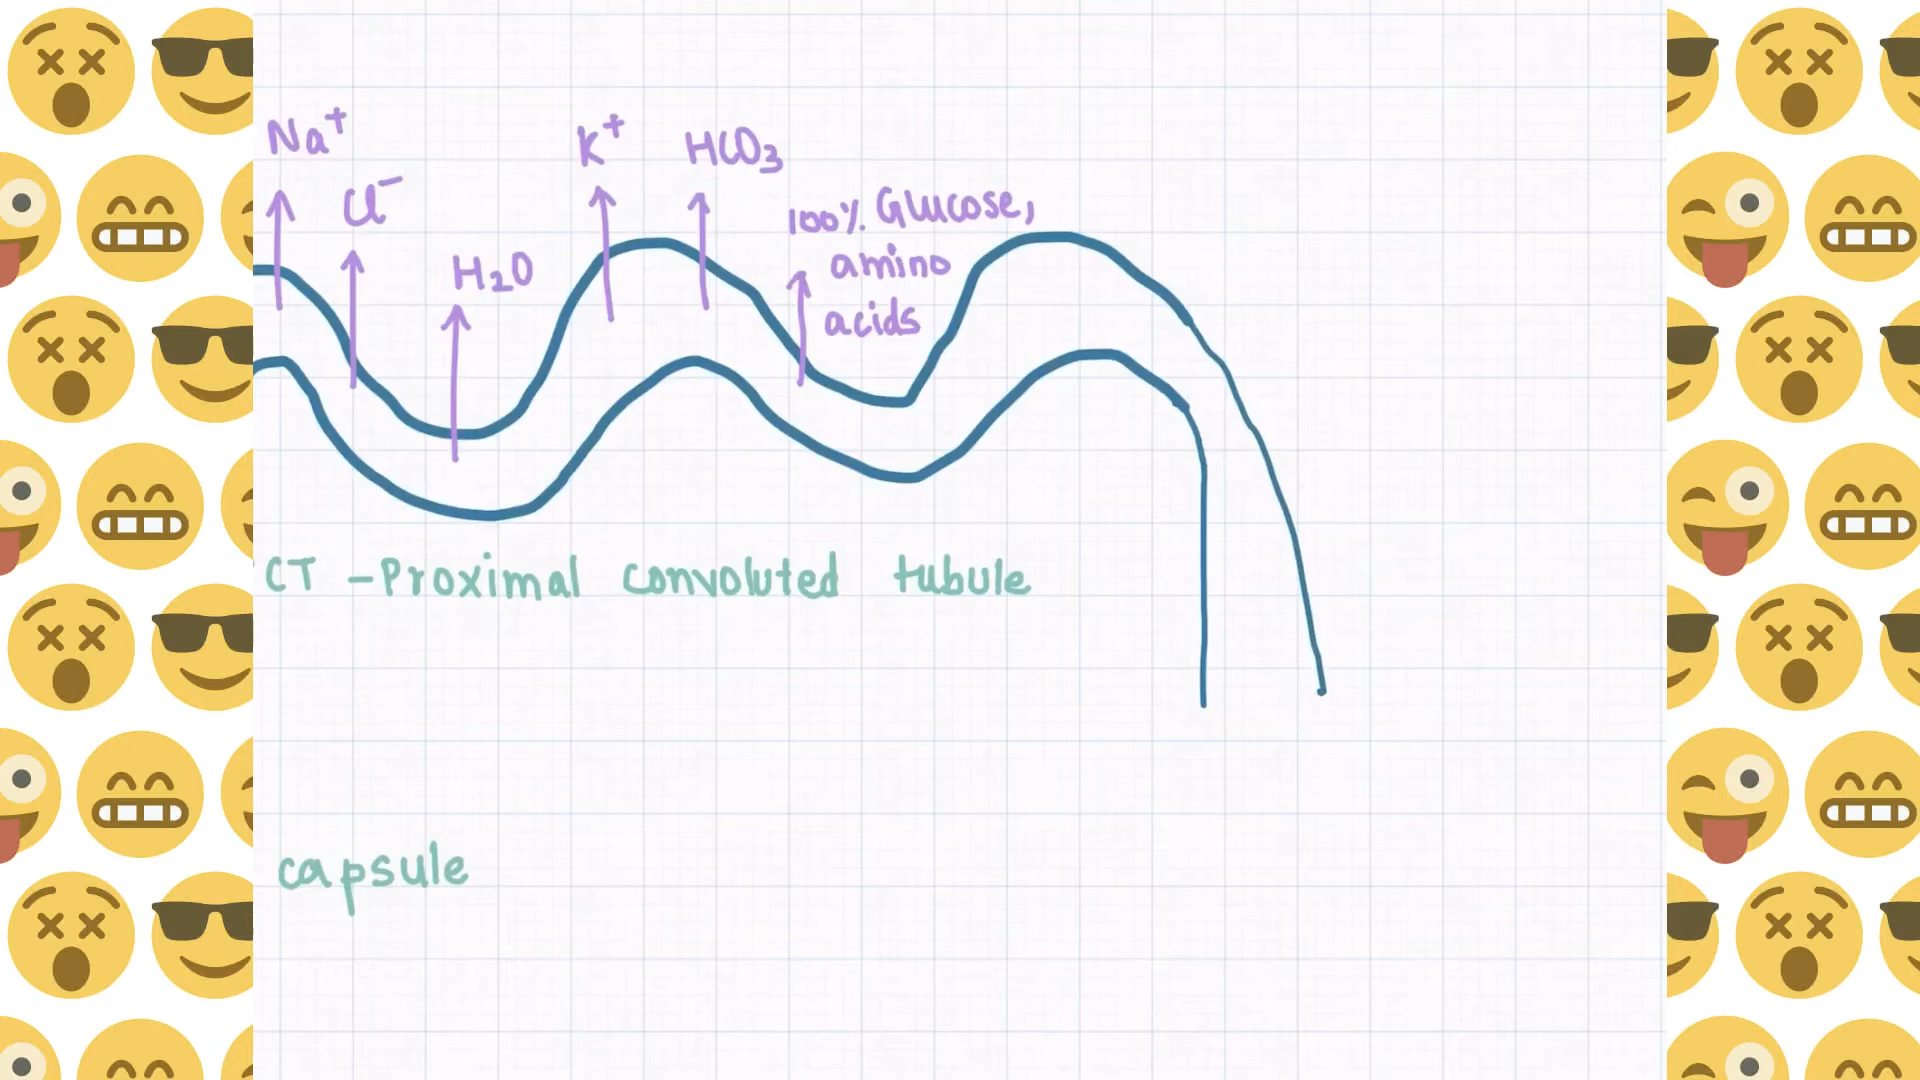 Na+
Cl−
H2O
K+
HCO3
100% Glucose,
amino
acids
CT - Proximal convoluted tubule
capsule